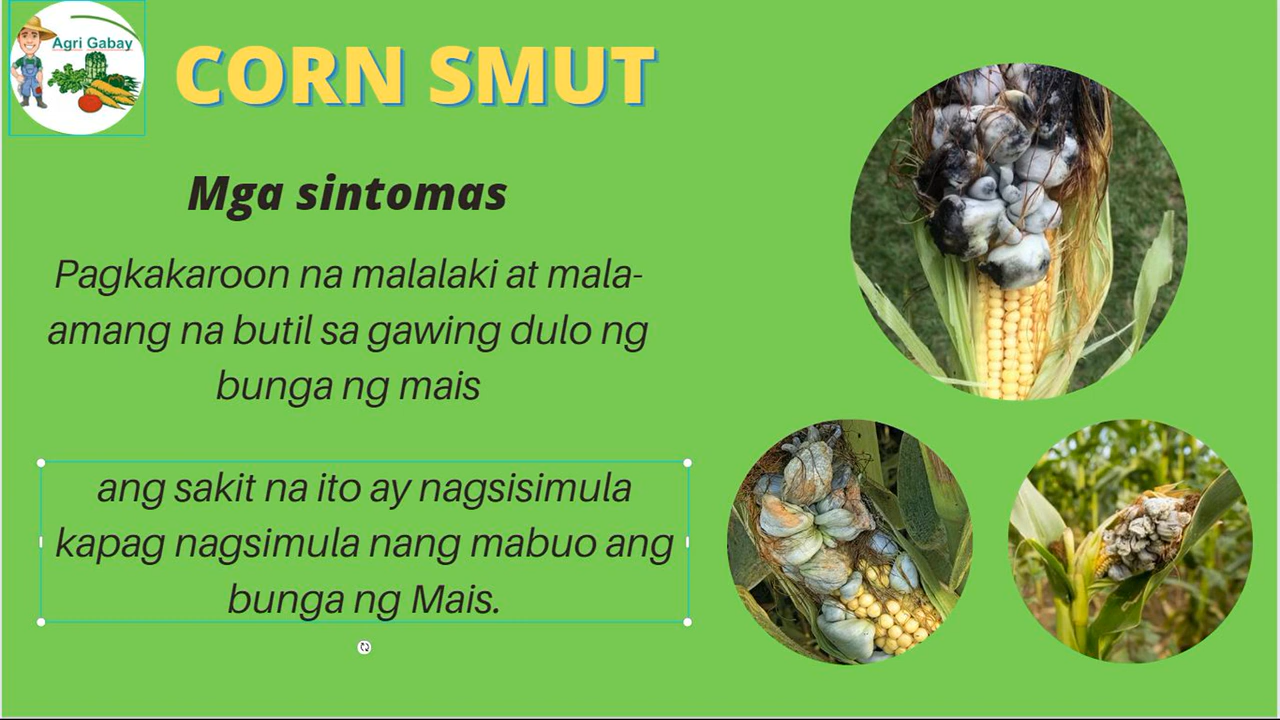 Agri Gabay
CORN SMUT
Mga sintomas
Pagkakaroon na malalaki at mala-
amang na butil sa gawing dulo ng
bunga ng mais
ang sakit na ito ay nagsisimula
kapag nagsimula nang mabuo ang
bunga ng Mais.